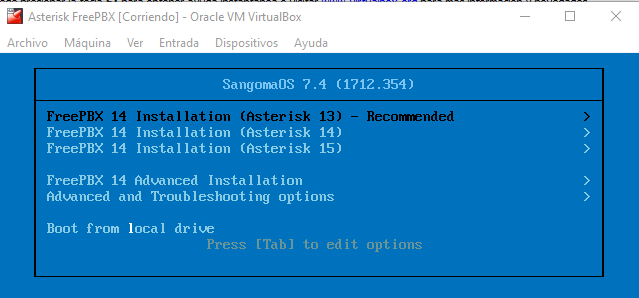 Asterisk FreePBX [Corriendo] - Oracle VM VirtualBox
Archivo Máquina Ver Entrada Dispositivos Ayuda
SangomaOS 7.4 (1712.354)
FreePBX 14 Installation (Asterisk 13) - Recommended >
FreePBX 14 Installation (Asterisk 14) >
FreePBX 14 Installation (Asterisk 15) >
FreePBX 14 Advanced Installation >
Advanced and Troubleshooting options >
Boot from local drive
Press [Tab] to edit options